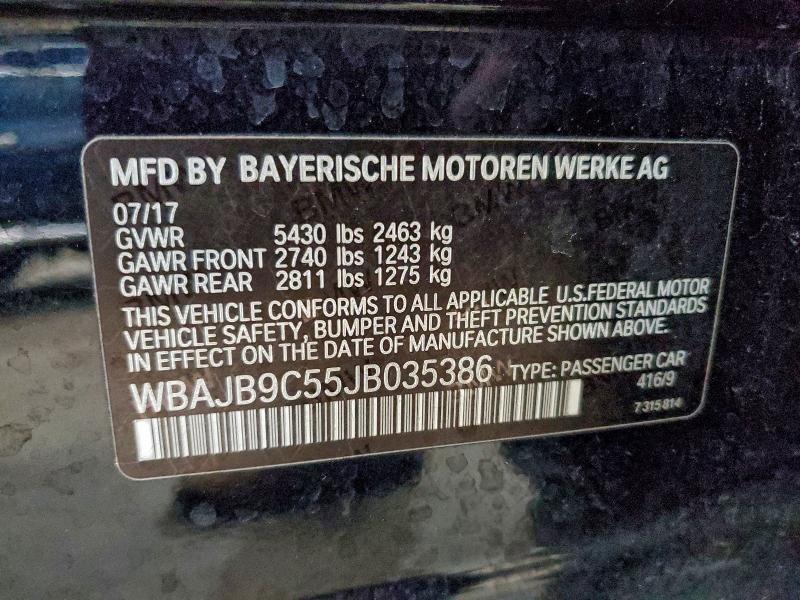 MFD BY BAYERISCHE MOTOREN WERKE AG
07/17
GVWR 5430 lbs 2463 kg
GAWR FRONT 2740 lbs 1243 kg
GAWR REAR 2811 lbs 1275 kg
THIS VEHICLE CONFORMS TO ALL APPLICABLE U.S.FEDERAL MOTOR
VEHICLE SAFETY, BUMPER AND THEFT PREVENTION STANDARDS
IN EFFECT ON THE DATE OF MANUFACTURE SHOWN ABOVE.
WBAJB9C55JB035386 TYPE: PASSENGER CAR
416/9
7315814